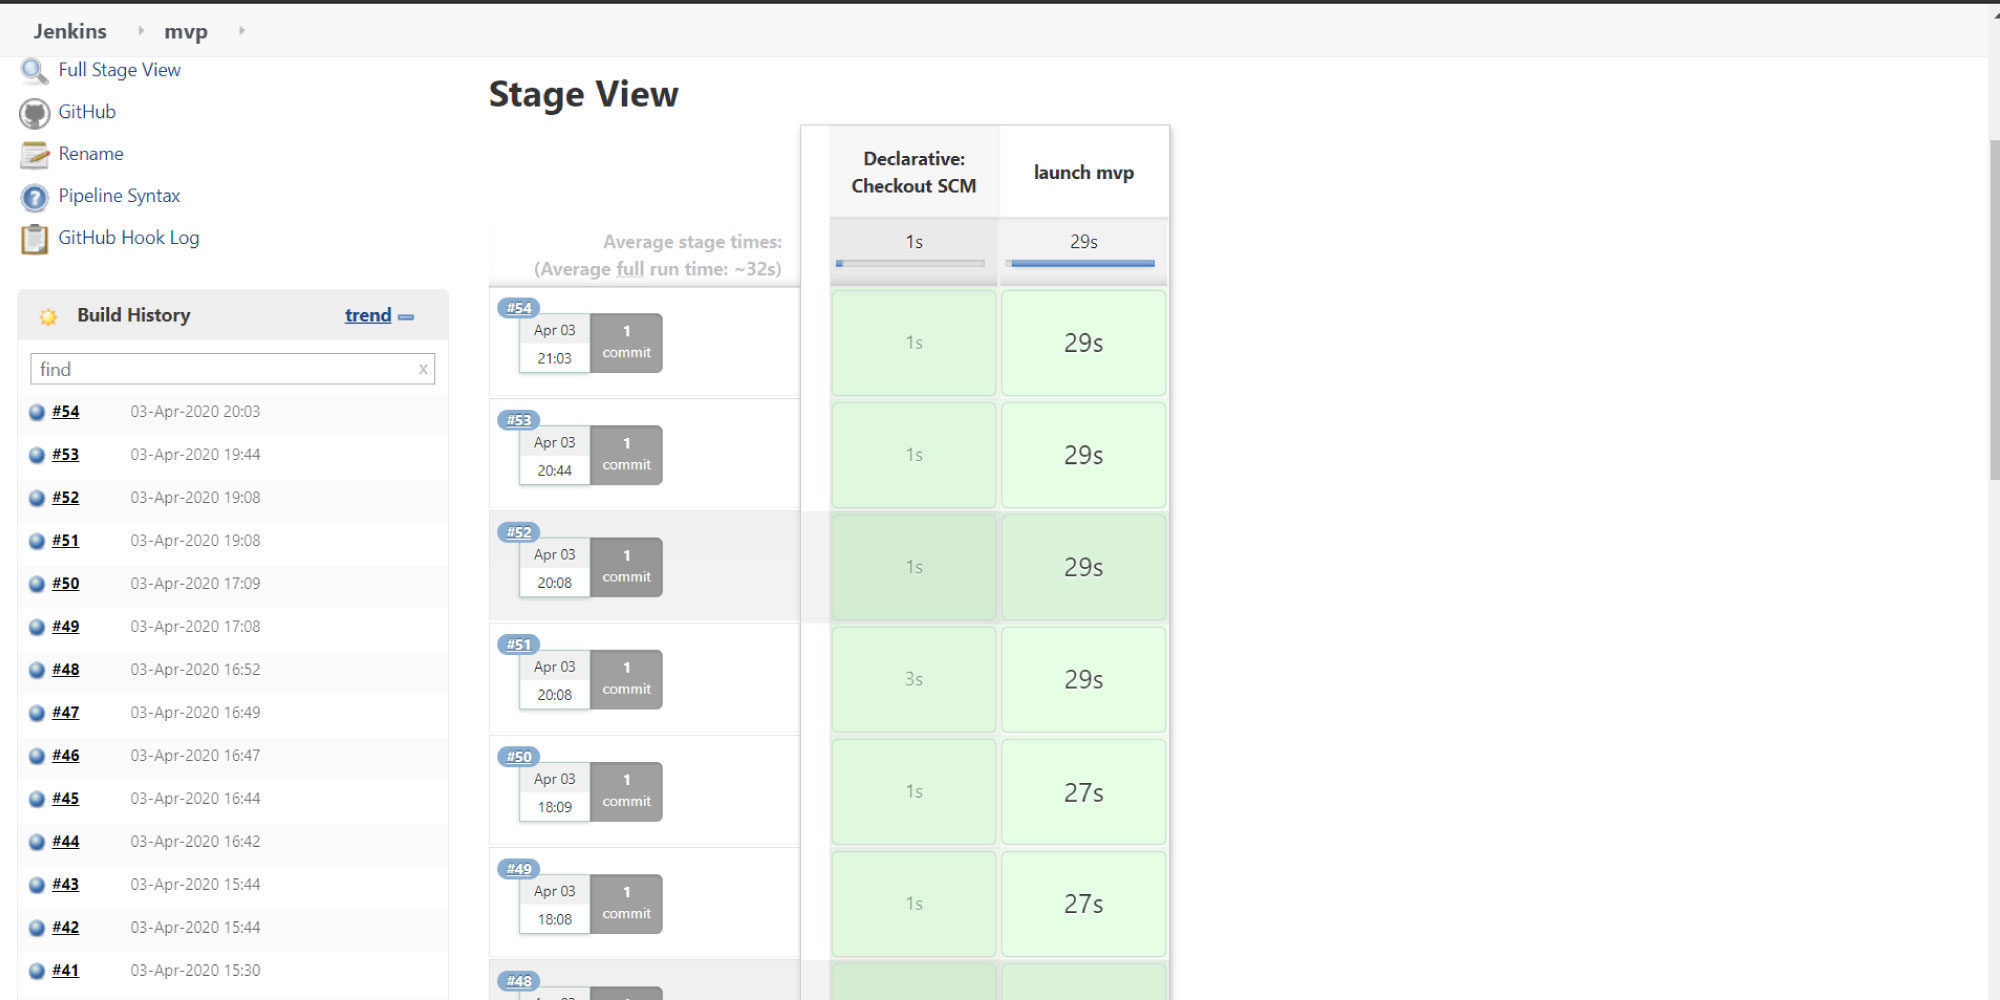 Jenkins mvp
Full Stage View
GitHub
Rename
Pipeline Syntax
GitHub Hook Log
Build History trend
find x
#54 03-Apr-2020 20:03
#53 03-Apr-2020 19:44
#52 03-Apr-2020 19:08
#51 03-Apr-2020 19:08
#50 03-Apr-2020 17:09
#49 03-Apr-2020 17:08
#48 03-Apr-2020 16:52
#47 03-Apr-2020 16:49
#46 03-Apr-2020 16:47
#45 03-Apr-2020 16:44
#44 03-Apr-2020 16:42
#43 03-Apr-2020 15:44
#42 03-Apr-2020 15:44
#41 03-Apr-2020 15:30
Stage View
Declarative:
Checkout SCM
launch mvp
Average stage times:
(Average full run time: ~32s)
1s 29s
#54
Apr 03 1
21:03 commit
1s 29s
#53
Apr 03 1
20:44 commit
1s 29s
#52
Apr 03 1
20:08 commit
1s 29s
#51
Apr 03 1
20:08 commit
3s 29s
#50
Apr 03 1
18:09 commit
1s 27s
#49
Apr 03 1
18:08 commit
1s 27s
#48